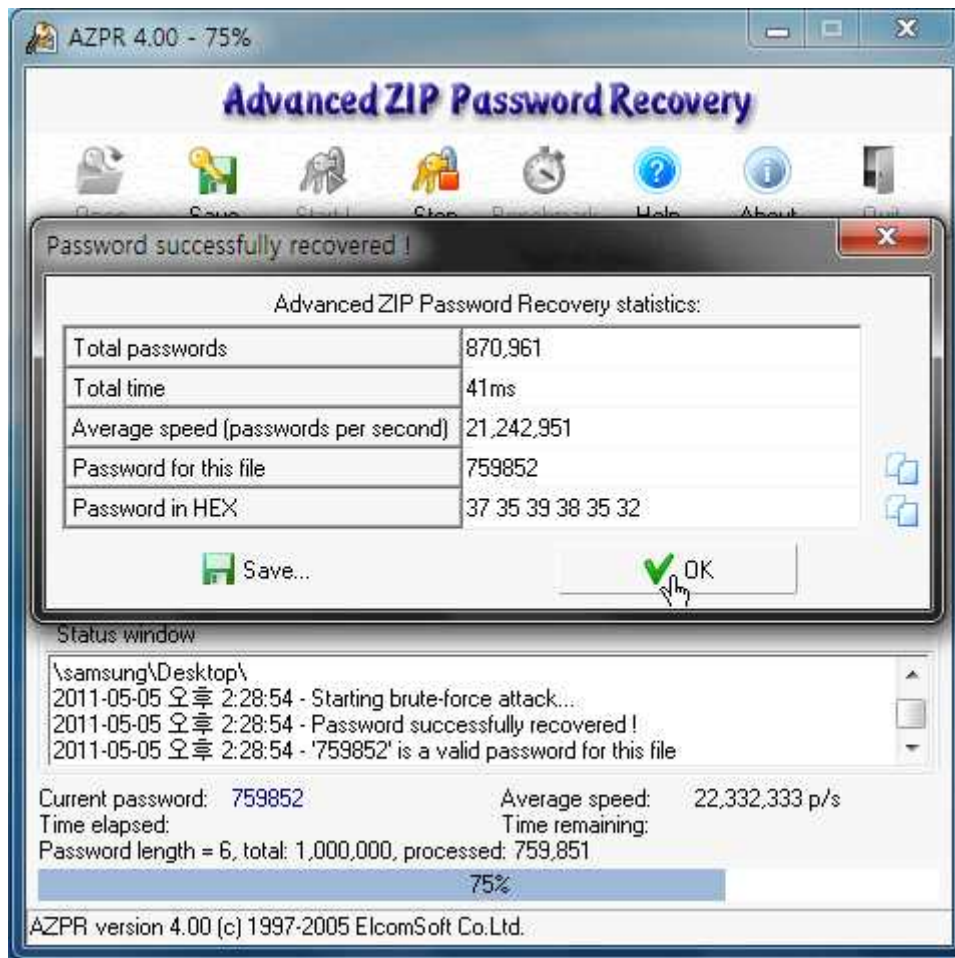 AZPR 4.00 - 75%
Advanced ZIP Password Recovery
Open Save Start! Stop Benchmark Help About Quit
Password successfully recovered !
Advanced ZIP Password Recovery statistics:
Total passwords 870,961
Total time 41ms
Average speed (passwords per second) 21,242,951
Password for this file 759852
Password in HEX 37 35 39 38 35 32
Save... OK
Status window
\samsung\Desktop\
2011-05-05 오후 2:28:54 - Starting brute-force attack...
2011-05-05 오후 2:28:54 - Password successfully recovered !
2011-05-05 오후 2:28:54 - '759852' is a valid password for this file
Current password: 759852 Average speed: 22,332,333 p/s
Time elapsed: Time remaining:
Password length = 6, total: 1,000,000, processed: 759,851
75%
AZPR version 4.00 (c) 1997-2005 ElcomSoft Co.Ltd.